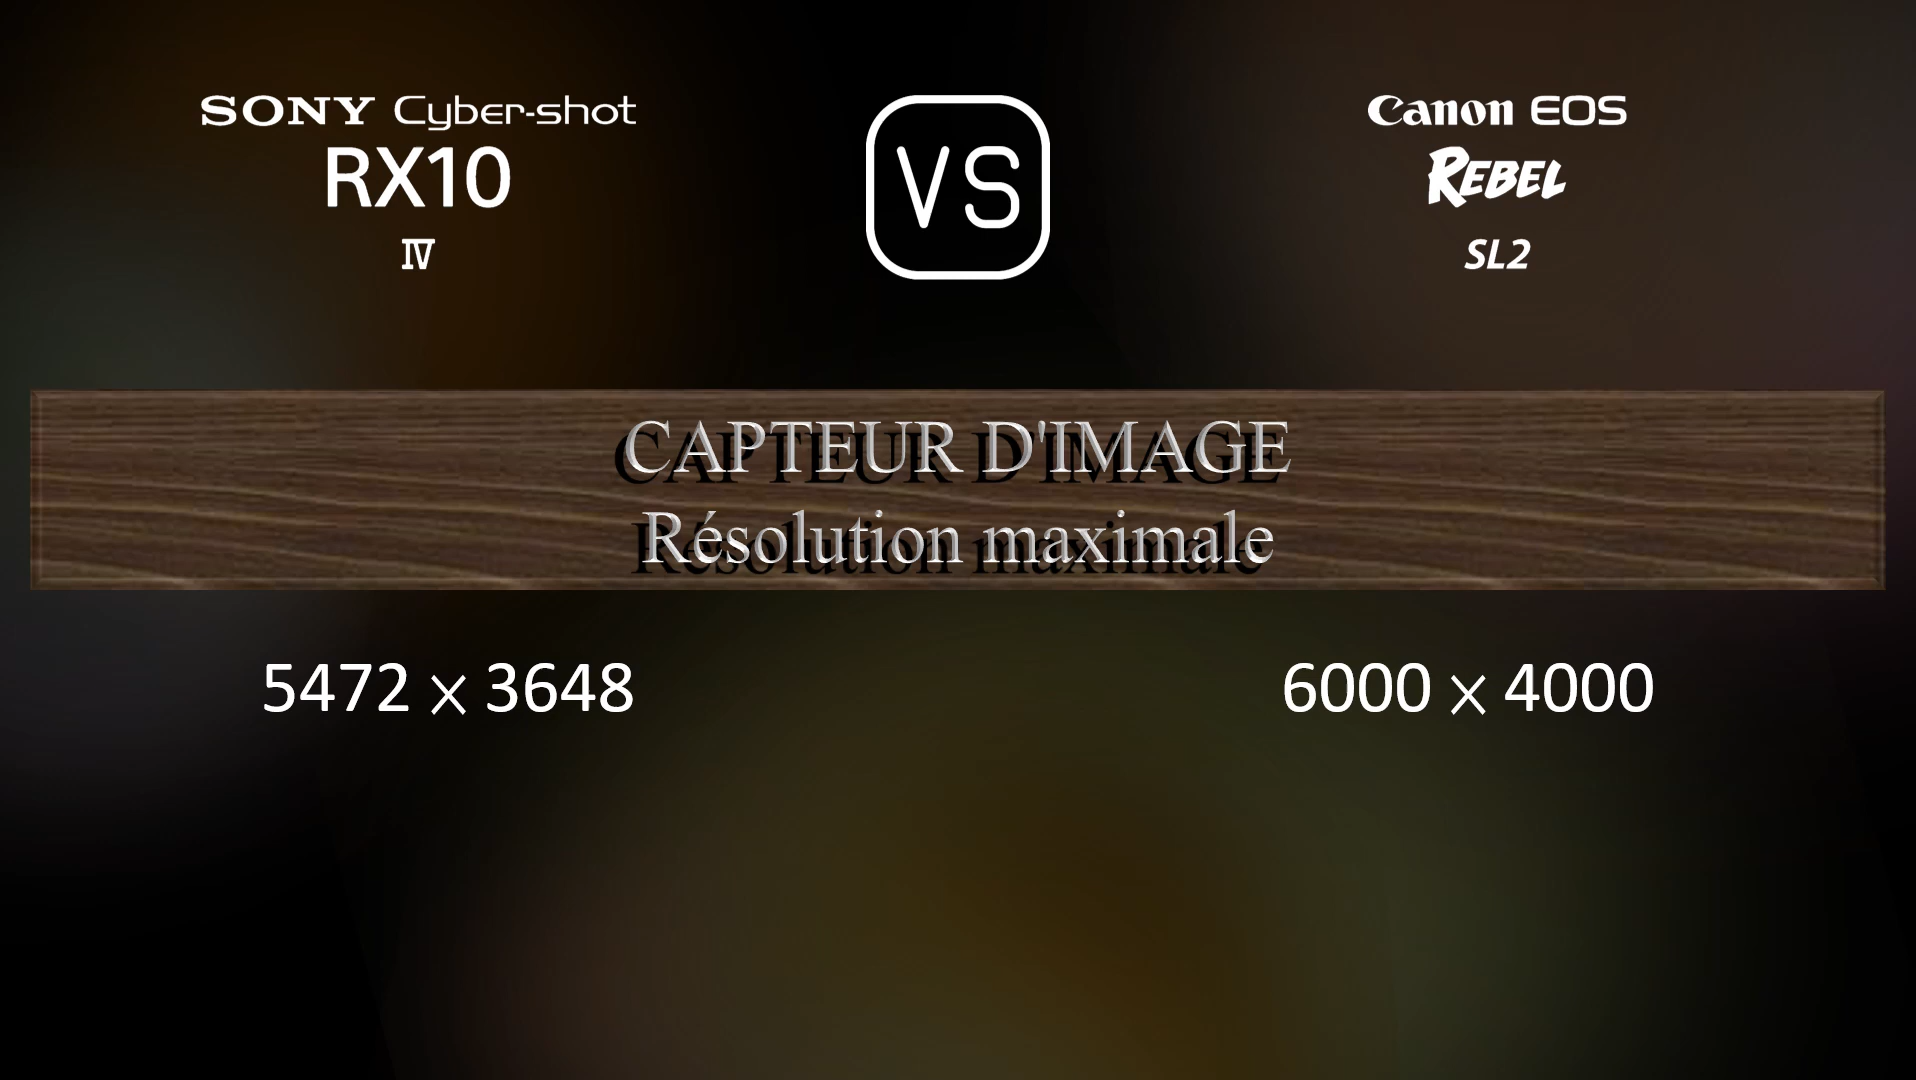 SONY Cyber-shot
RX10
IV
VS
Canon EOS
REBEL
SL2
CAPTEUR D'IMAGE
Résolution maximale
5472 x 3648
6000 x 4000